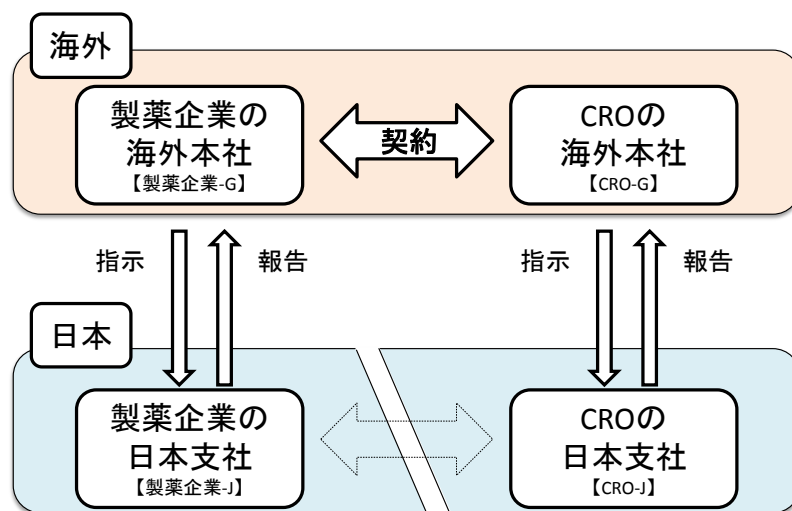 海外
製薬企業の
海外本社
【製薬企業-G】
契約
CROの
海外本社
【CRO-G】
指示
報告
指示
報告
日本
製薬企業の
日本支社
【製薬企業-J】
CROの
日本支社
【CRO-J】